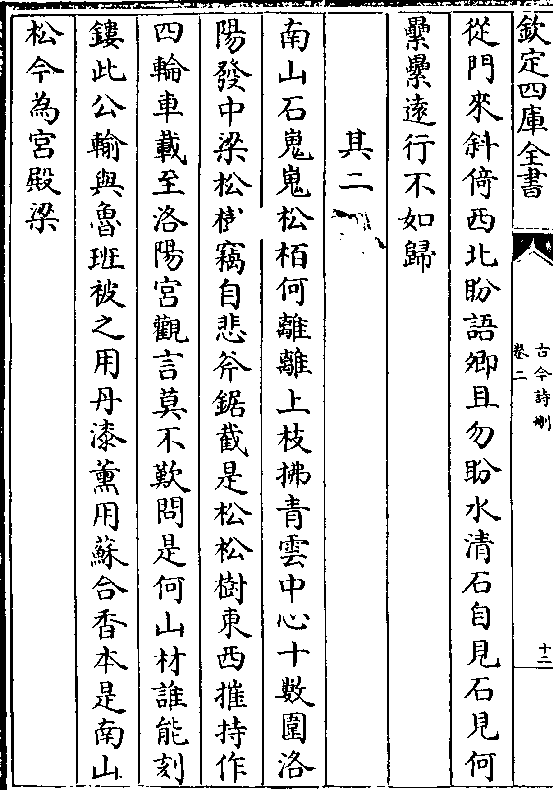 欽定四庫全書
古今詩刪
卷二
十二
從門來斜倚西北盼語卿且勿盼水清石自見石見何
纍纍遠行不如歸
其二
南山石嵬嵬松栢何離離上枝拂青雲中心十數圍洛
陽發中梁松樹竊自悲斧鋸截是松松樹東西摧持作
四輪車載至洛陽宮觀言莫不歎問是何山材誰能刻
鏤此公輸與魯班被之用丹漆薫用蘇合香本是南山
松今為宮殿梁